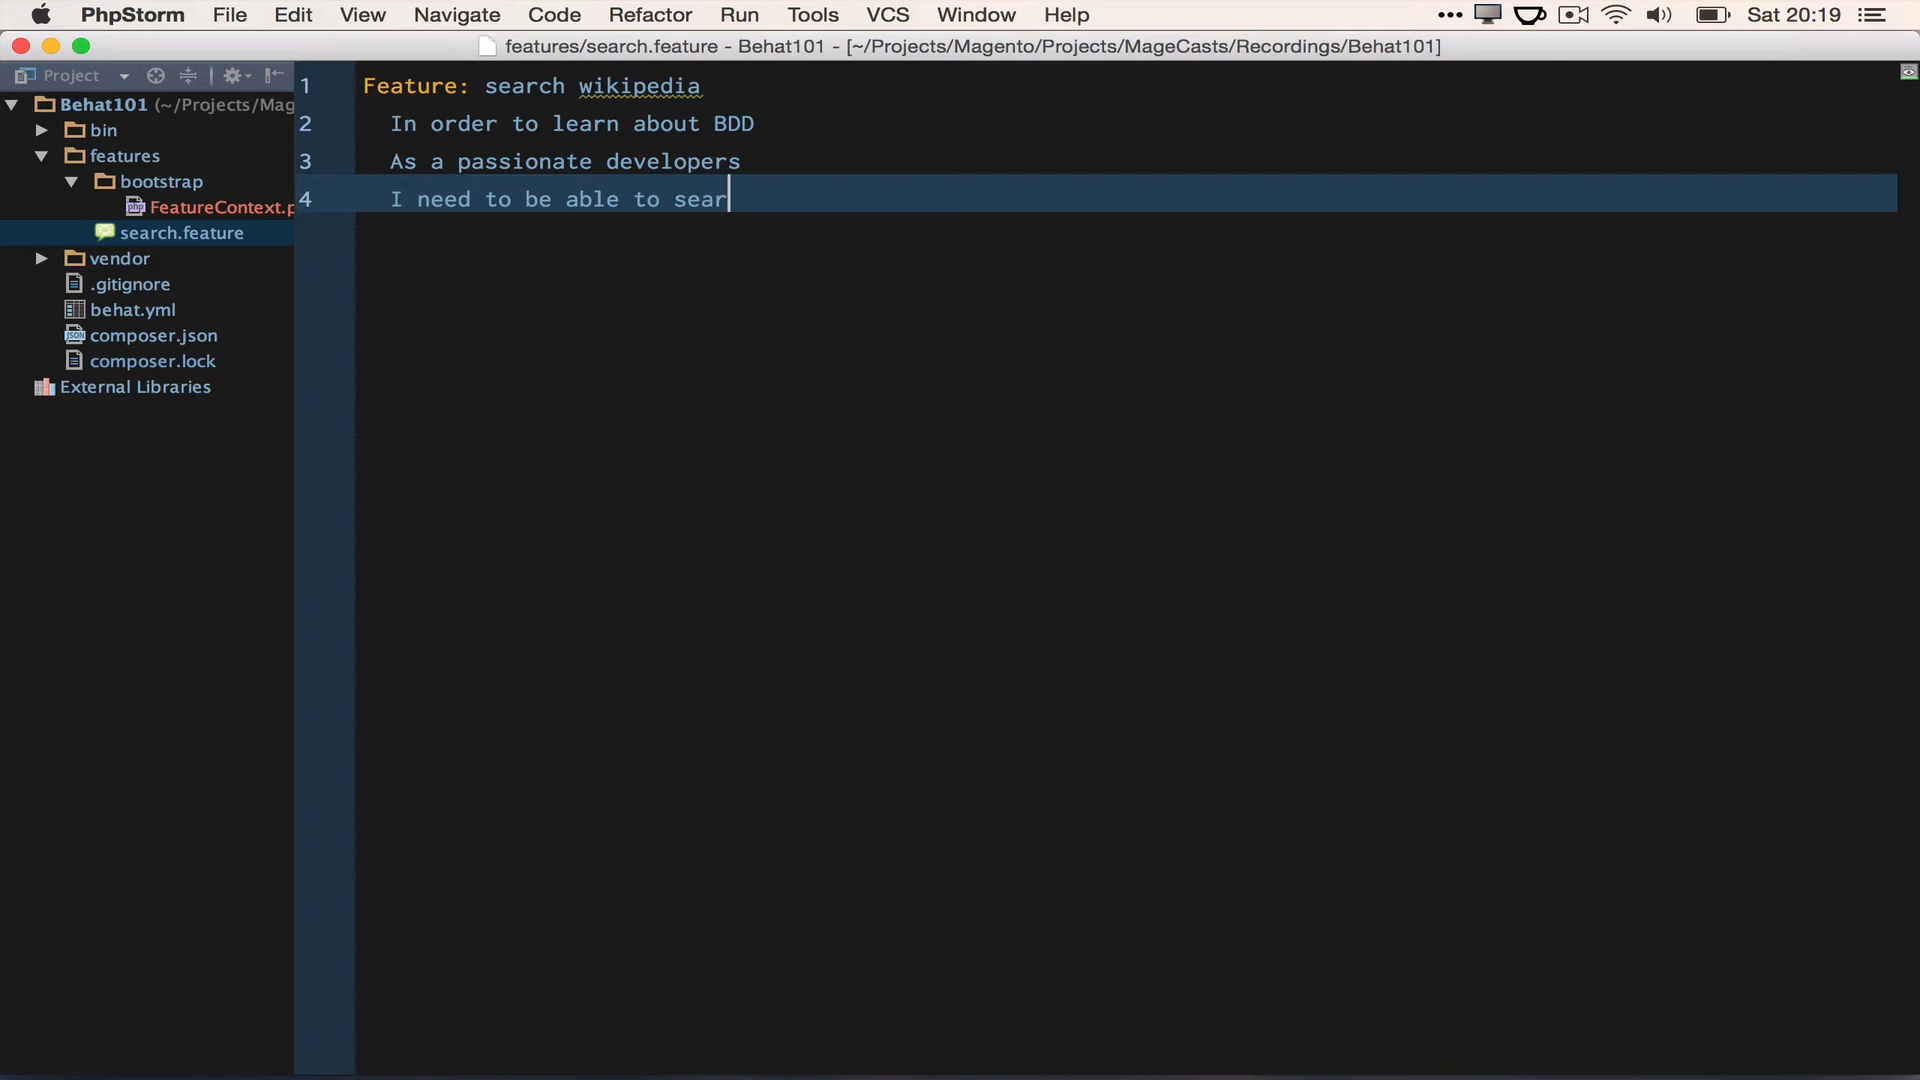 PhpStorm File Edit View Navigate Code Refactor Run Tools VCS Window Help Sat 20:19
features/search.feature - Behat101 - [~/Projects/Magento/Projects/MageCasts/Recordings/Behat101]
Project
Behat101 (~/Projects/Mag
bin
features
bootstrap
FeatureContext.p
search.feature
vendor
.gitignore
behat.yml
composer.json
composer.lock
External Libraries
1 Feature: search wikipedia
2 In order to learn about BDD
3 As a passionate developers
4 I need to be able to sear